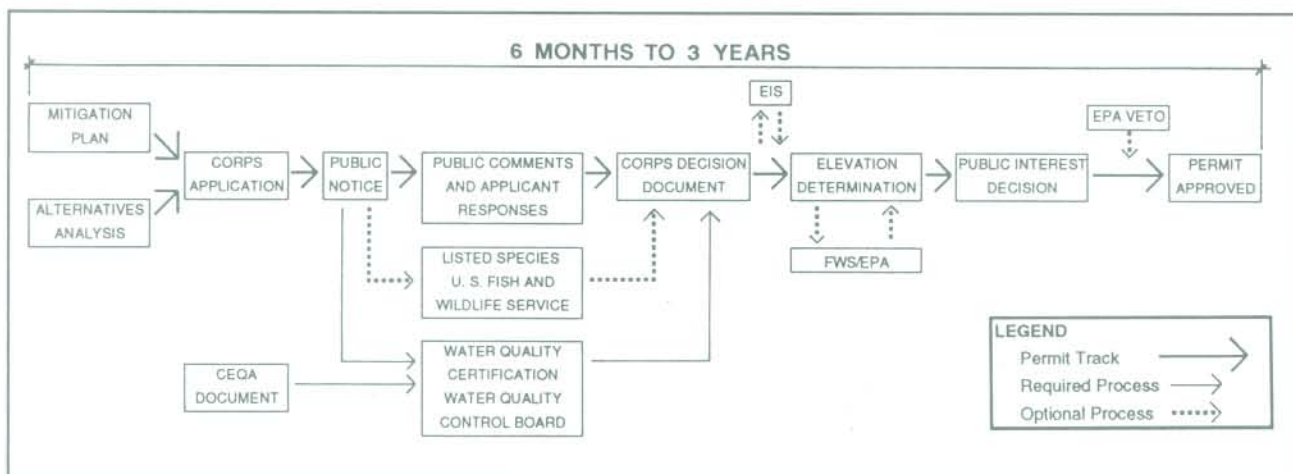 6 MONTHS TO 3 YEARS
MITIGATION
PLAN
ALTERNATIVES
ANALYSIS
CORPS
APPLICATION
PUBLIC
NOTICE
PUBLIC COMMENTS
AND APPLICANT
RESPONSES
LISTED SPECIES
U. S. FISH AND
WILDLIFE SERVICE
CEQA
DOCUMENT
WATER QUALITY
CERTIFICATION
WATER QUALITY
CONTROL BOARD
CORPS DECISION
DOCUMENT
EIS
ELEVATION
DETERMINATION
FWS/EPA
PUBLIC INTEREST
DECISION
EPA VETO
PERMIT
APPROVED
LEGEND
Permit Track
Required Process
Optional Process